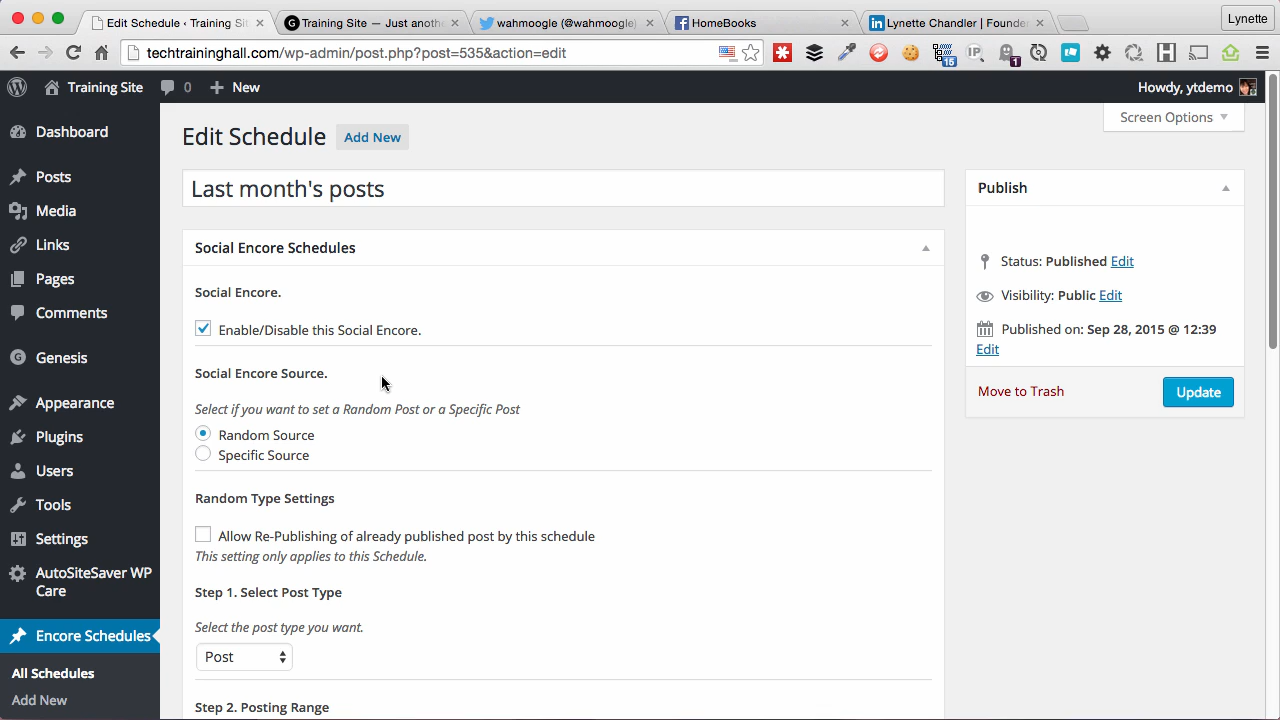 Edit Schedule ‹ Training Si
Training Site — Just anoth
wahmoogle (@wahmoogle)
HomeBooks
Lynette Chandler | Founde
Lynette
techtraininghall.com/wp-admin/post.php?post=535&action=edit
16
IP
1
Training Site
0
New
Howdy, ytdemo
Screen Options
Dashboard
Posts
Media
Links
Pages
Comments
Genesis
Appearance
Plugins
Users
Tools
Settings
AutoSiteSaver WP
Care
Encore Schedules
All Schedules
Add New
Edit Schedule
Add New
Last month's posts
Social Encore Schedules
Social Encore.
Enable/Disable this Social Encore.
Social Encore Source.
Select if you want to set a Random Post or a Specific Post
Random Source
Specific Source
Random Type Settings
Allow Re-Publishing of already published post by this schedule
This setting only applies to this Schedule.
Step 1. Select Post Type
Select the post type you want.
Post
Step 2. Posting Range
Publish
Status: Published Edit
Visibility: Public Edit
Published on: Sep 28, 2015 @ 12:39
Edit
Move to Trash
Update